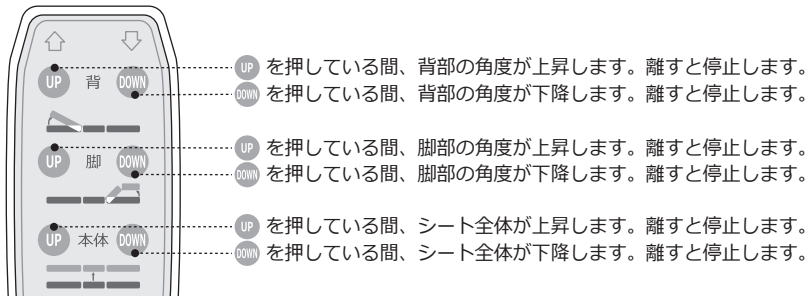 UP 背 DOWN
UP を押している間、背部の角度が上昇します。離すと停止します。
DOWN を押している間、背部の角度が下降します。離すと停止します。
UP 脚 DOWN
UP を押している間、脚部の角度が上昇します。離すと停止します。
DOWN を押している間、脚部の角度が下降します。離すと停止します。
UP 本体 DOWN
UP を押している間、シート全体が上昇します。離すと停止します。
DOWN を押している間、シート全体が下降します。離すと停止します。